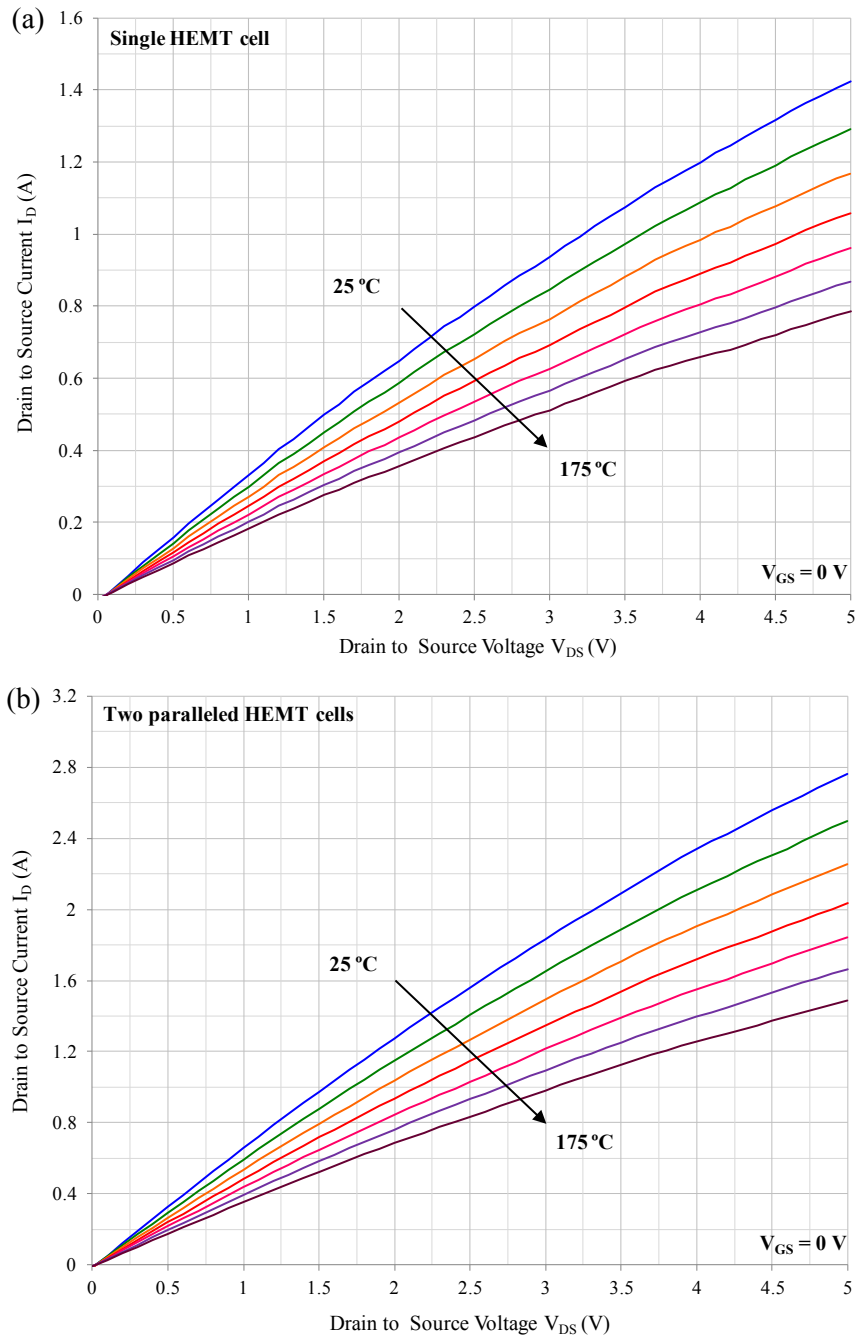 (a)
Single HEMT cell
Drain to Source Current I_D (A)
1.6
1.4
1.2
1
0.8
0.6
0.4
0.2
0
25 ºC
175 ºC
V_GS = 0 V
0 0.5 1 1.5 2 2.5 3 3.5 4 4.5 5
Drain to Source Voltage V_DS (V)
(b)
Two paralleled HEMT cells
Drain to Source Current I_D (A)
3.2
2.8
2.4
2
1.6
1.2
0.8
0.4
0
25 ºC
175 ºC
V_GS = 0 V
0 0.5 1 1.5 2 2.5 3 3.5 4 4.5 5
Drain to Source Voltage V_DS (V)